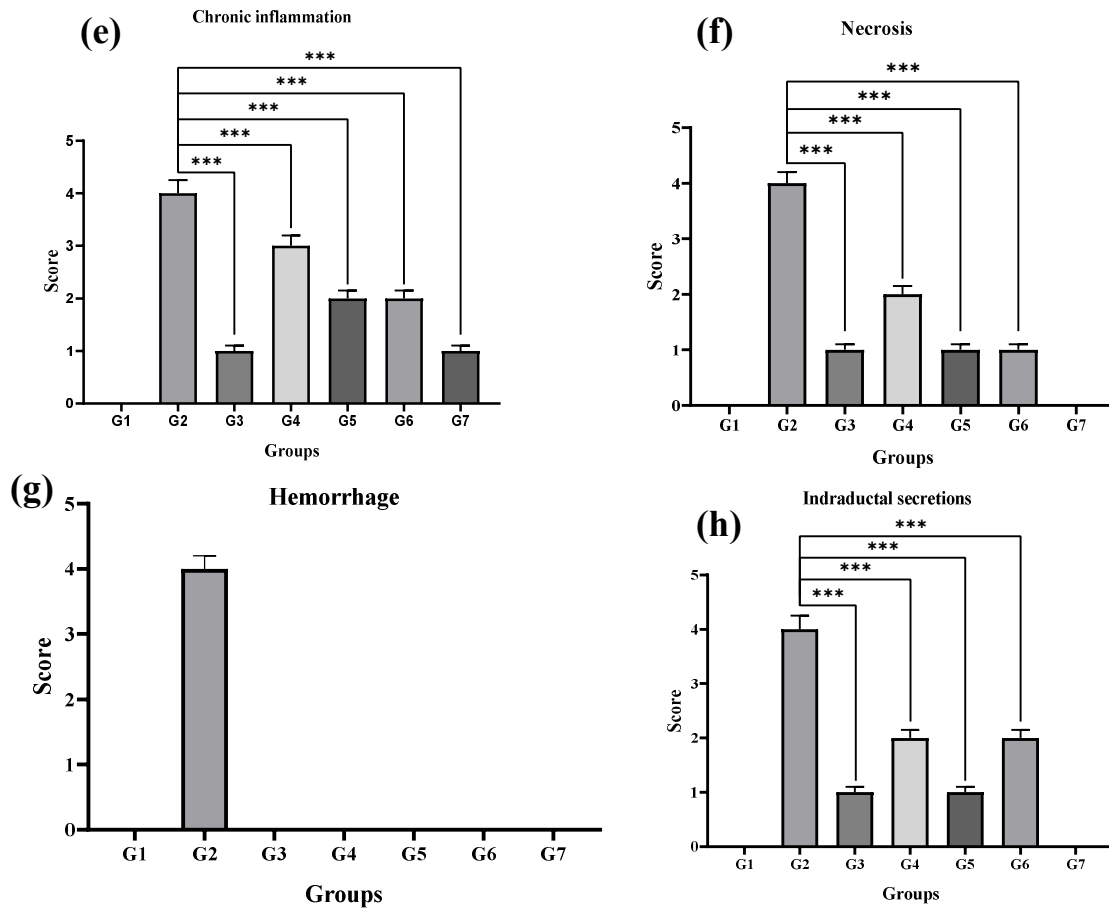 (e)
Chronic inflammation
***
***
***
***
***
5
4
3
2
1
0
Score
G1 G2 G3 G4 G5 G6 G7
Groups
(f)
Necrosis
***
***
***
***
5
4
3
2
1
0
Score
G1 G2 G3 G4 G5 G6 G7
Groups
(g)
Hemorrhage
5
4
3
2
1
0
Score
G1 G2 G3 G4 G5 G6 G7
Groups
(h)
Indraductal secretions
***
***
***
***
5
4
3
2
1
0
Score
G1 G2 G3 G4 G5 G6 G7
Groups